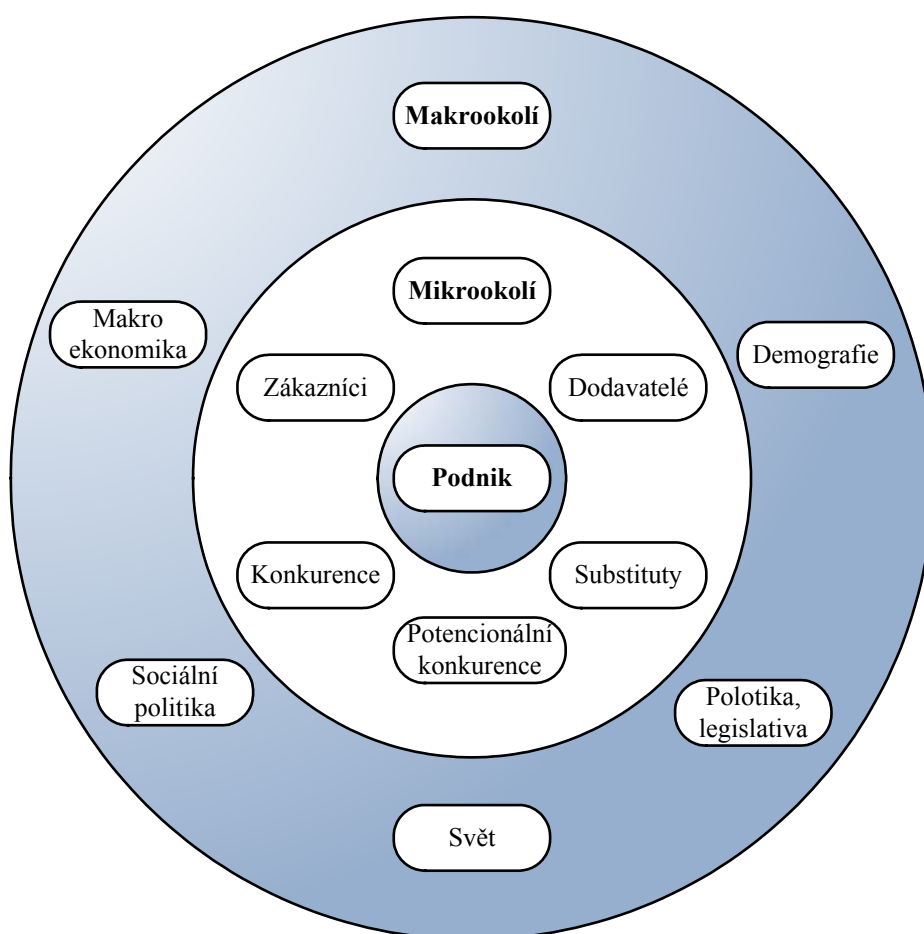 Makrookolí
Mikrookolí
Makro
ekonomika
Demografie
Zákazníci
Dodavatelé
Podnik
Konkurence
Substituty
Potencionální
konkurence
Sociální
politika
Polotika,
legislativa
Svět